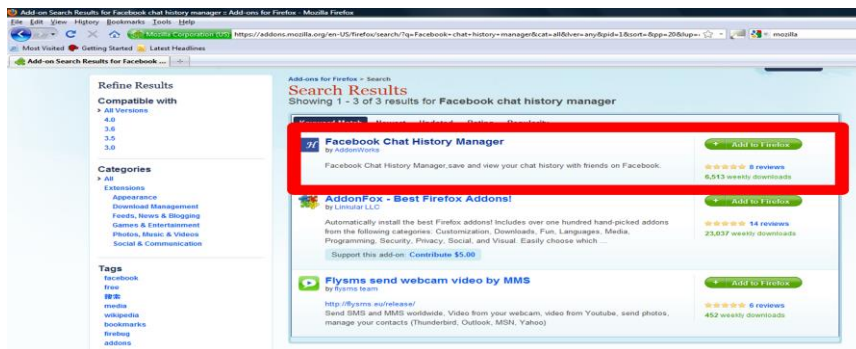 Add-on Search Results for Facebook chat history manager :: Add-ons for Firefox - Mozilla Firefox
File Edit View History Bookmarks Tools Help
Mozilla Corporation (US) https://addons.mozilla.org/en-US/firefox/search/?q=Facebook+chat+history+manager&cat=all&lver=any&pid=1&sort=&pp=20&lup= mozilla
Most Visited Getting Started Latest Headlines
Add-on Search Results for Facebook ...
Refine Results
Compatible with
All Versions
4.0
3.6
3.5
3.0
Categories
All
Extensions
Appearance
Download Management
Feeds, News & Blogging
Games & Entertainment
Photos, Music & Videos
Social & Communication
Tags
facebook
free
搜索
media
wikipedia
bookmarks
firebug
addons
Add-ons for Firefox » Search
Search Results
Showing 1 - 3 of 3 results for Facebook chat history manager
Keyword Match Newest Updated Rating Popularity
Facebook Chat History Manager
by AddonWorks
Facebook Chat History Manager,save and view your chat history with friends on Facebook.
+ Add to Firefox
8 reviews
6,513 weekly downloads
AddonFox - Best Firefox Addons!
by Linkular LLC
Automatically install the best Firefox addons! Includes over one hundred hand-picked addons
from the following categories: Customization, Downloads, Fun, Languages, Media,
Programming, Security, Privacy, Social, and Visual. Easily choose which ...
Support this add-on: Contribute $5.00
+ Add to Firefox
14 reviews
23,037 weekly downloads
Flysms send webcam video by MMS
by flysms team
http://flysms.eu/release/
Send SMS and MMS worldwide, Video from your webcam, video from Youtube, send photos,
manage your contacts (Thunderbird, Outlook, MSN, Yahoo)
+ Add to Firefox
6 reviews
452 weekly downloads